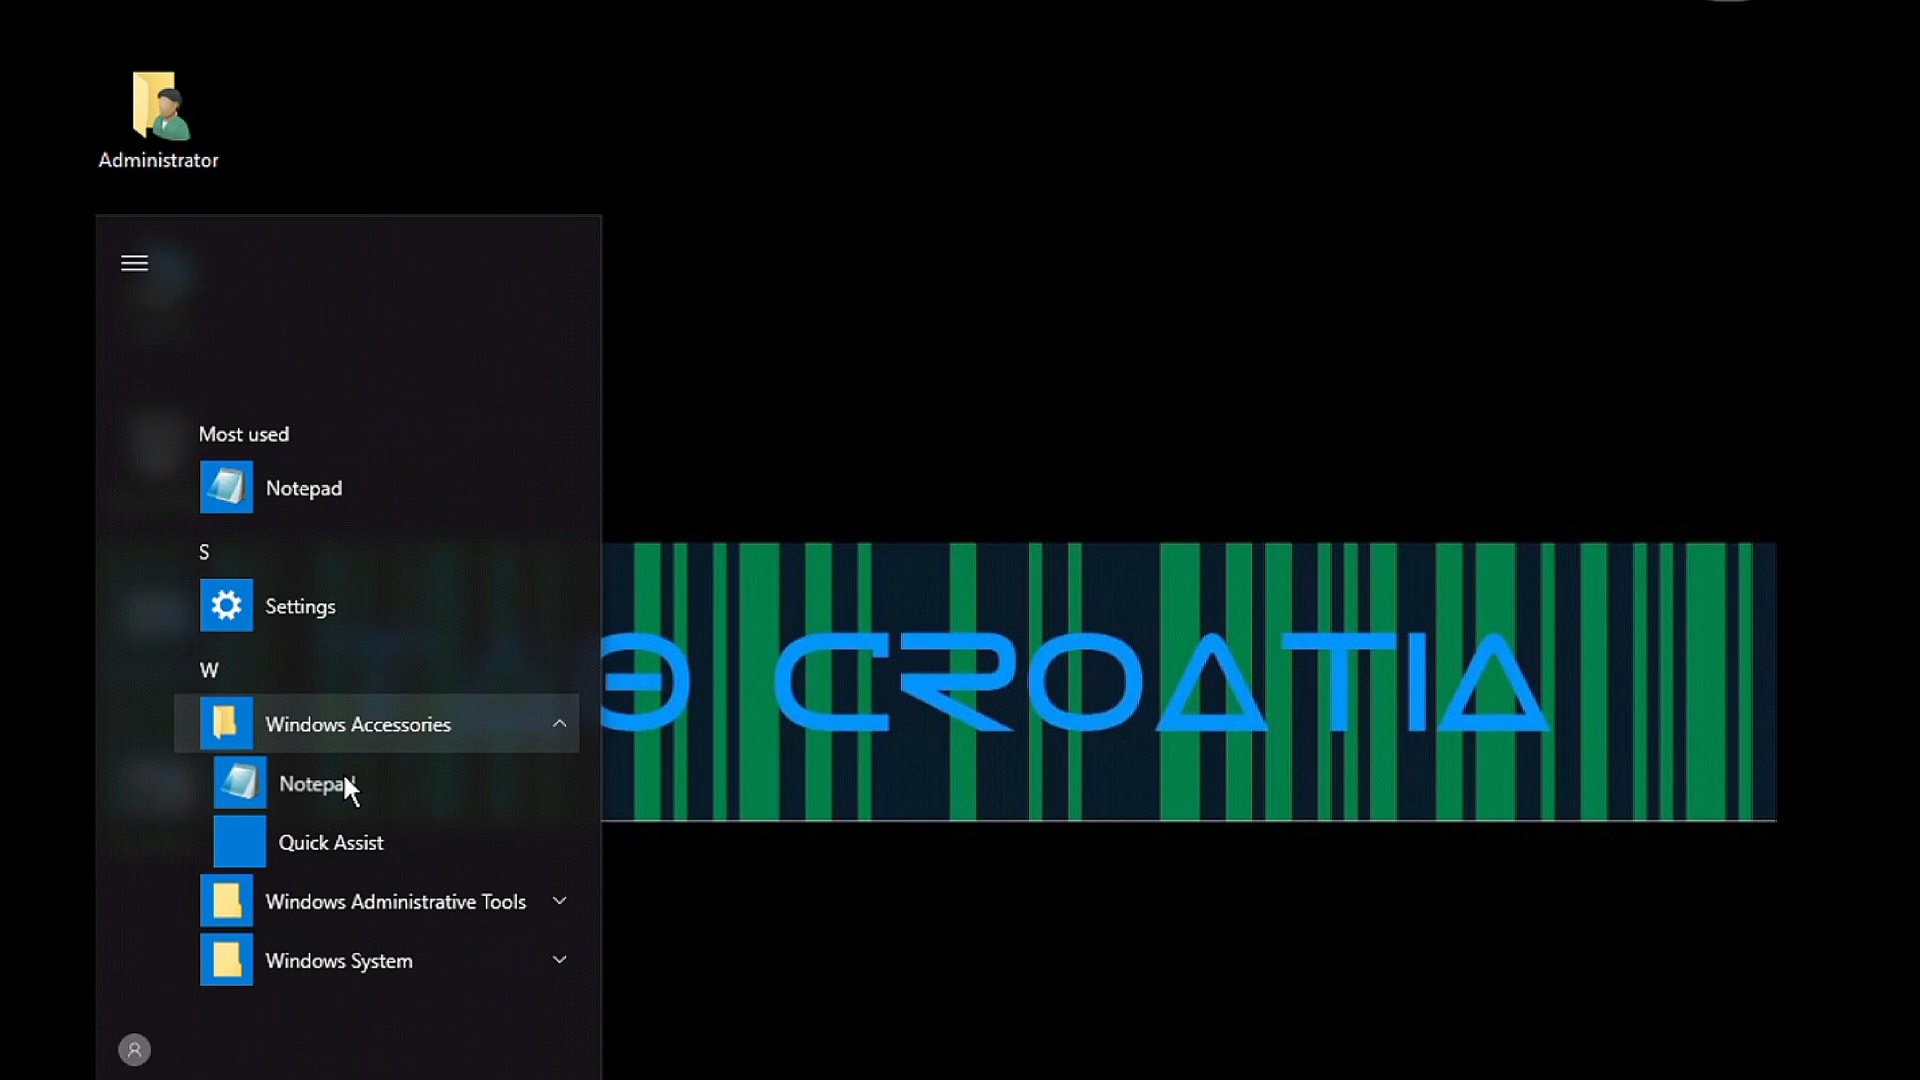 Administrator
Most used
Notepad
S
Settings
W
Windows Accessories
CROATIA
Notepad
Quick Assist
Windows Administrative Tools
Windows System